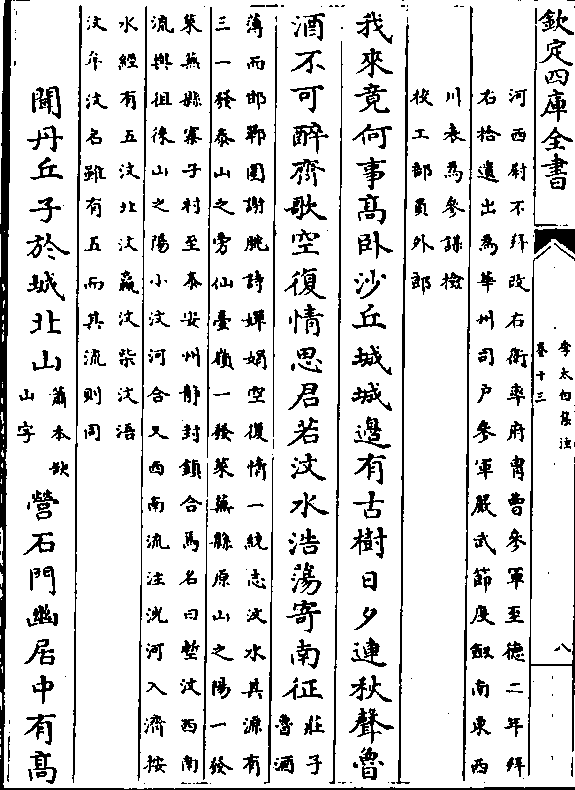 欽定四庫全書
李太白集注
卷十三
八
河西尉不拜改右衛率府胄曹參軍至德二年拜
右拾遺出為華州司戶參軍嚴武節度劍南東西
川表為參謀檢
校工部員外郎
我來竟何事高卧沙丘城城邊有古樹日夕連秋聲魯
酒不可醉齊歌空復情思君若汶水浩蕩寄南征
莊子
魯酒
薄而邯鄲圍謝脁詩嬋娟空復情一統志汶水其源有
三一發泰山之旁仙臺嶺一發萊蕪縣原山之陽一發
萊蕪縣寨子村至泰安州靜封鎮合焉名曰塹汶西南
流與徂徠山之陽小汶河合又西南流注洸河入濟按
水經有五汶北汶嬴汶柴汶浯
汶牟汶名雖有五而其流則同
聞丹丘子於城北山
蕭本缺
山字
營石門幽居中有高